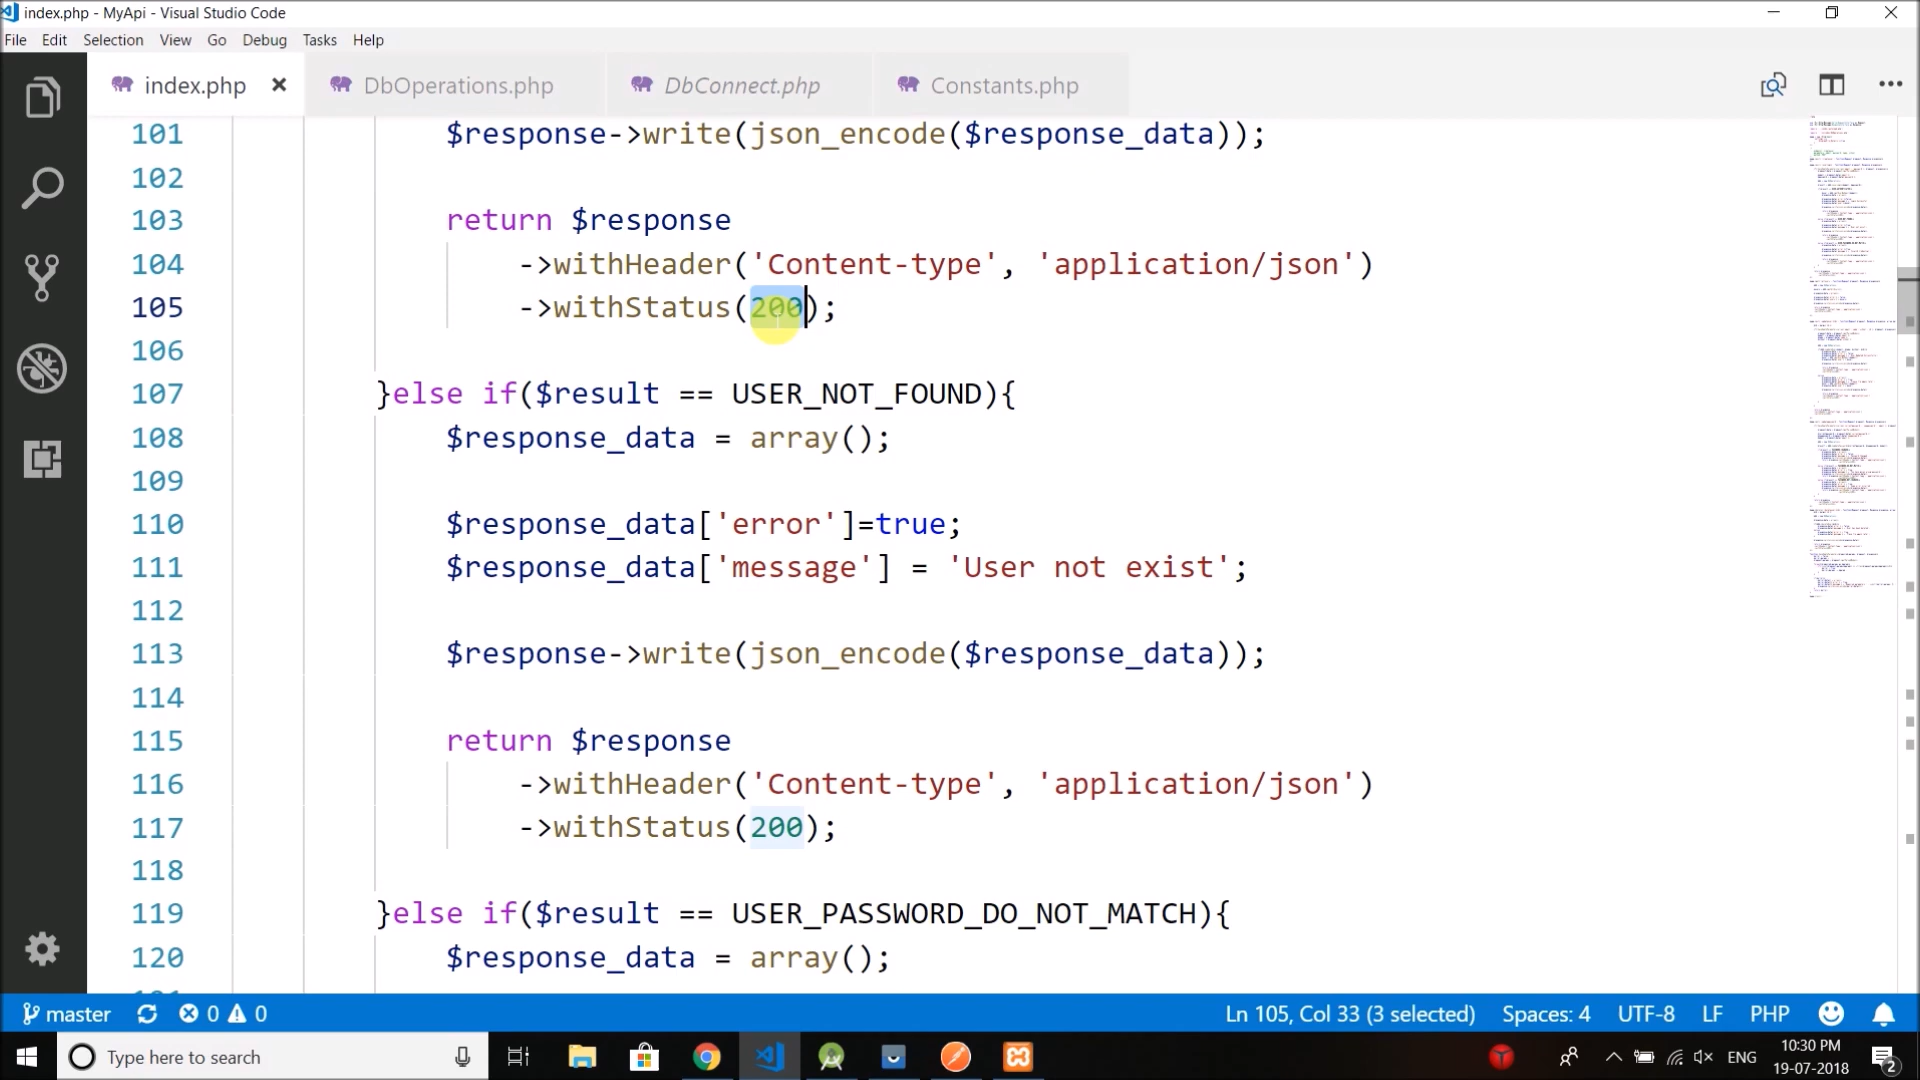 index.php - MyApi - Visual Studio Code
File Edit Selection View Go Debug Tasks Help
index.php DbOperations.php DbConnect.php Constants.php
101 $response->write(json_encode($response_data));
102
103 return $response
104 ->withHeader('Content-type', 'application/json')
105 ->withStatus(200);
106
107 }else if($result == USER_NOT_FOUND){
108 $response_data = array();
109
110 $response_data['error']=true;
111 $response_data['message'] = 'User not exist';
112
113 $response->write(json_encode($response_data));
114
115 return $response
116 ->withHeader('Content-type', 'application/json')
117 ->withStatus(200);
118
119 }else if($result == USER_PASSWORD_DO_NOT_MATCH){
120 $response_data = array();
master 0 0 Ln 105, Col 33 (3 selected) Spaces: 4 UTF-8 LF PHP
Type here to search ENG 10:30 PM
19-07-2018 2